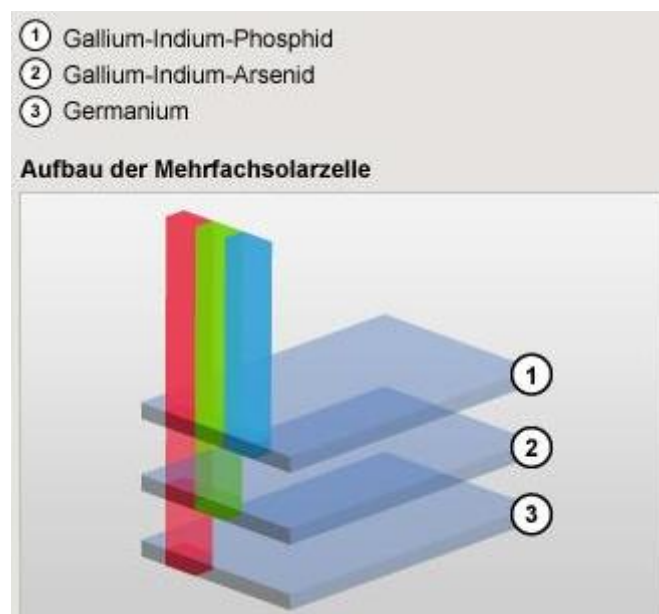 1 Gallium-Indium-Phosphid
2 Gallium-Indium-Arsenid
3 Germanium
Aufbau der Mehrfachsolarzelle
1
2
3